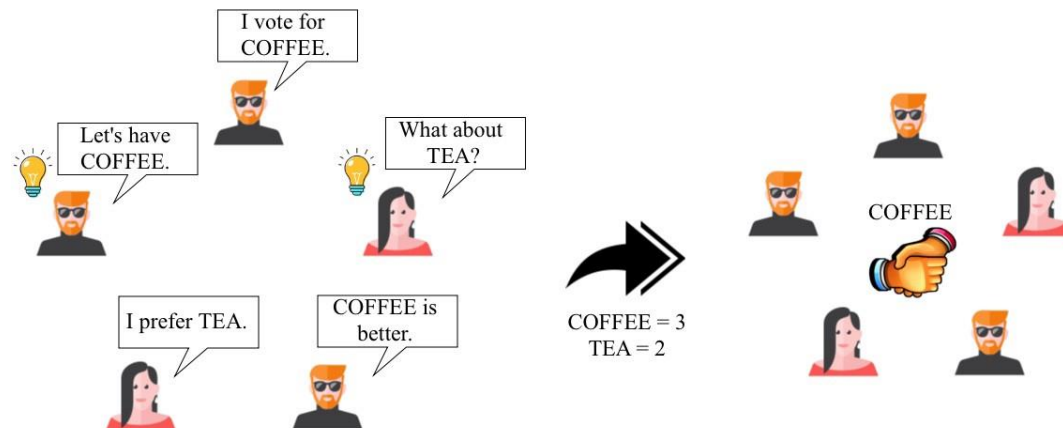 I vote for
COFFEE.
Let's have
COFFEE.
What about
TEA?
I prefer TEA.
COFFEE is
better.
COFFEE = 3
TEA = 2
COFFEE